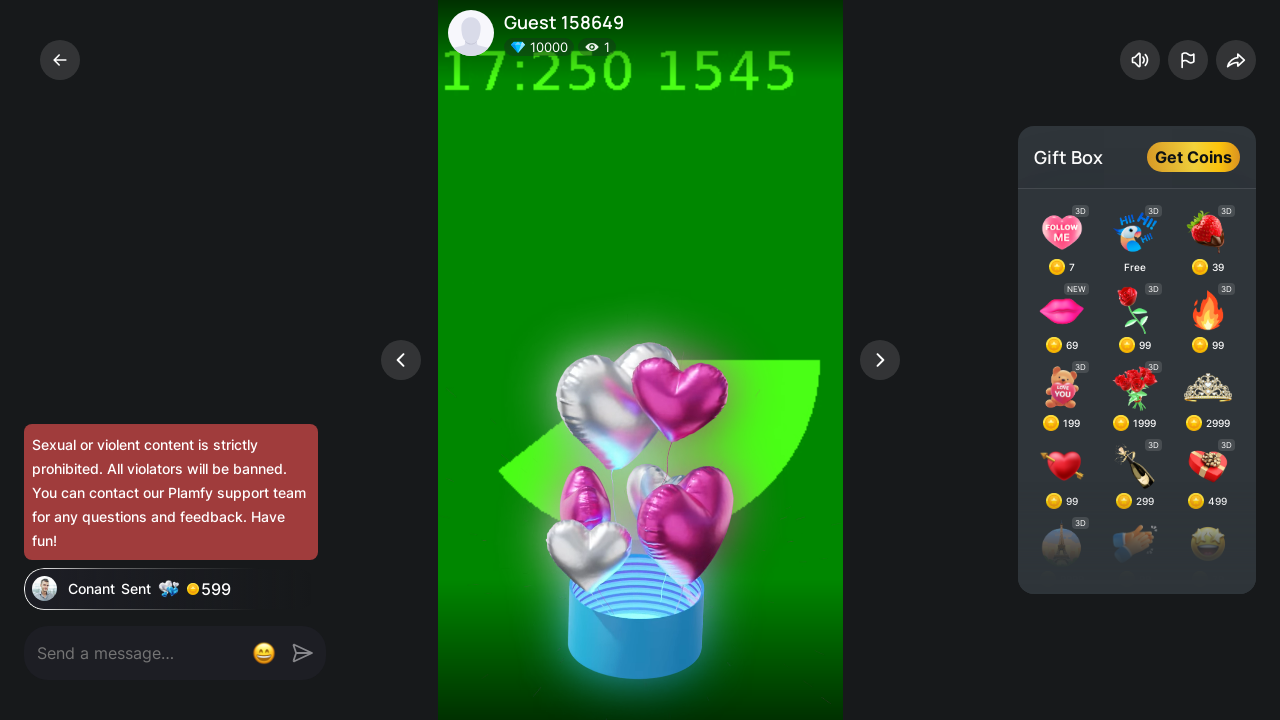 Guest 158649
10000 1
17:250 1545
Gift Box
Get Coins
3D 3D 3D
FOLLOW
ME
Hi! Hi!
Hi!
7 Free 39
NEW 3D 3D
69 99 99
3D 3D
LOVE
YOU
199 1999 2999
3D 3D
99 299 499
3D
Sexual or violent content is strictly
prohibited. All violators will be banned.
You can contact our Plamfy support team
for any questions and feedback. Have
fun!
Conant Sent 599
Send a message...